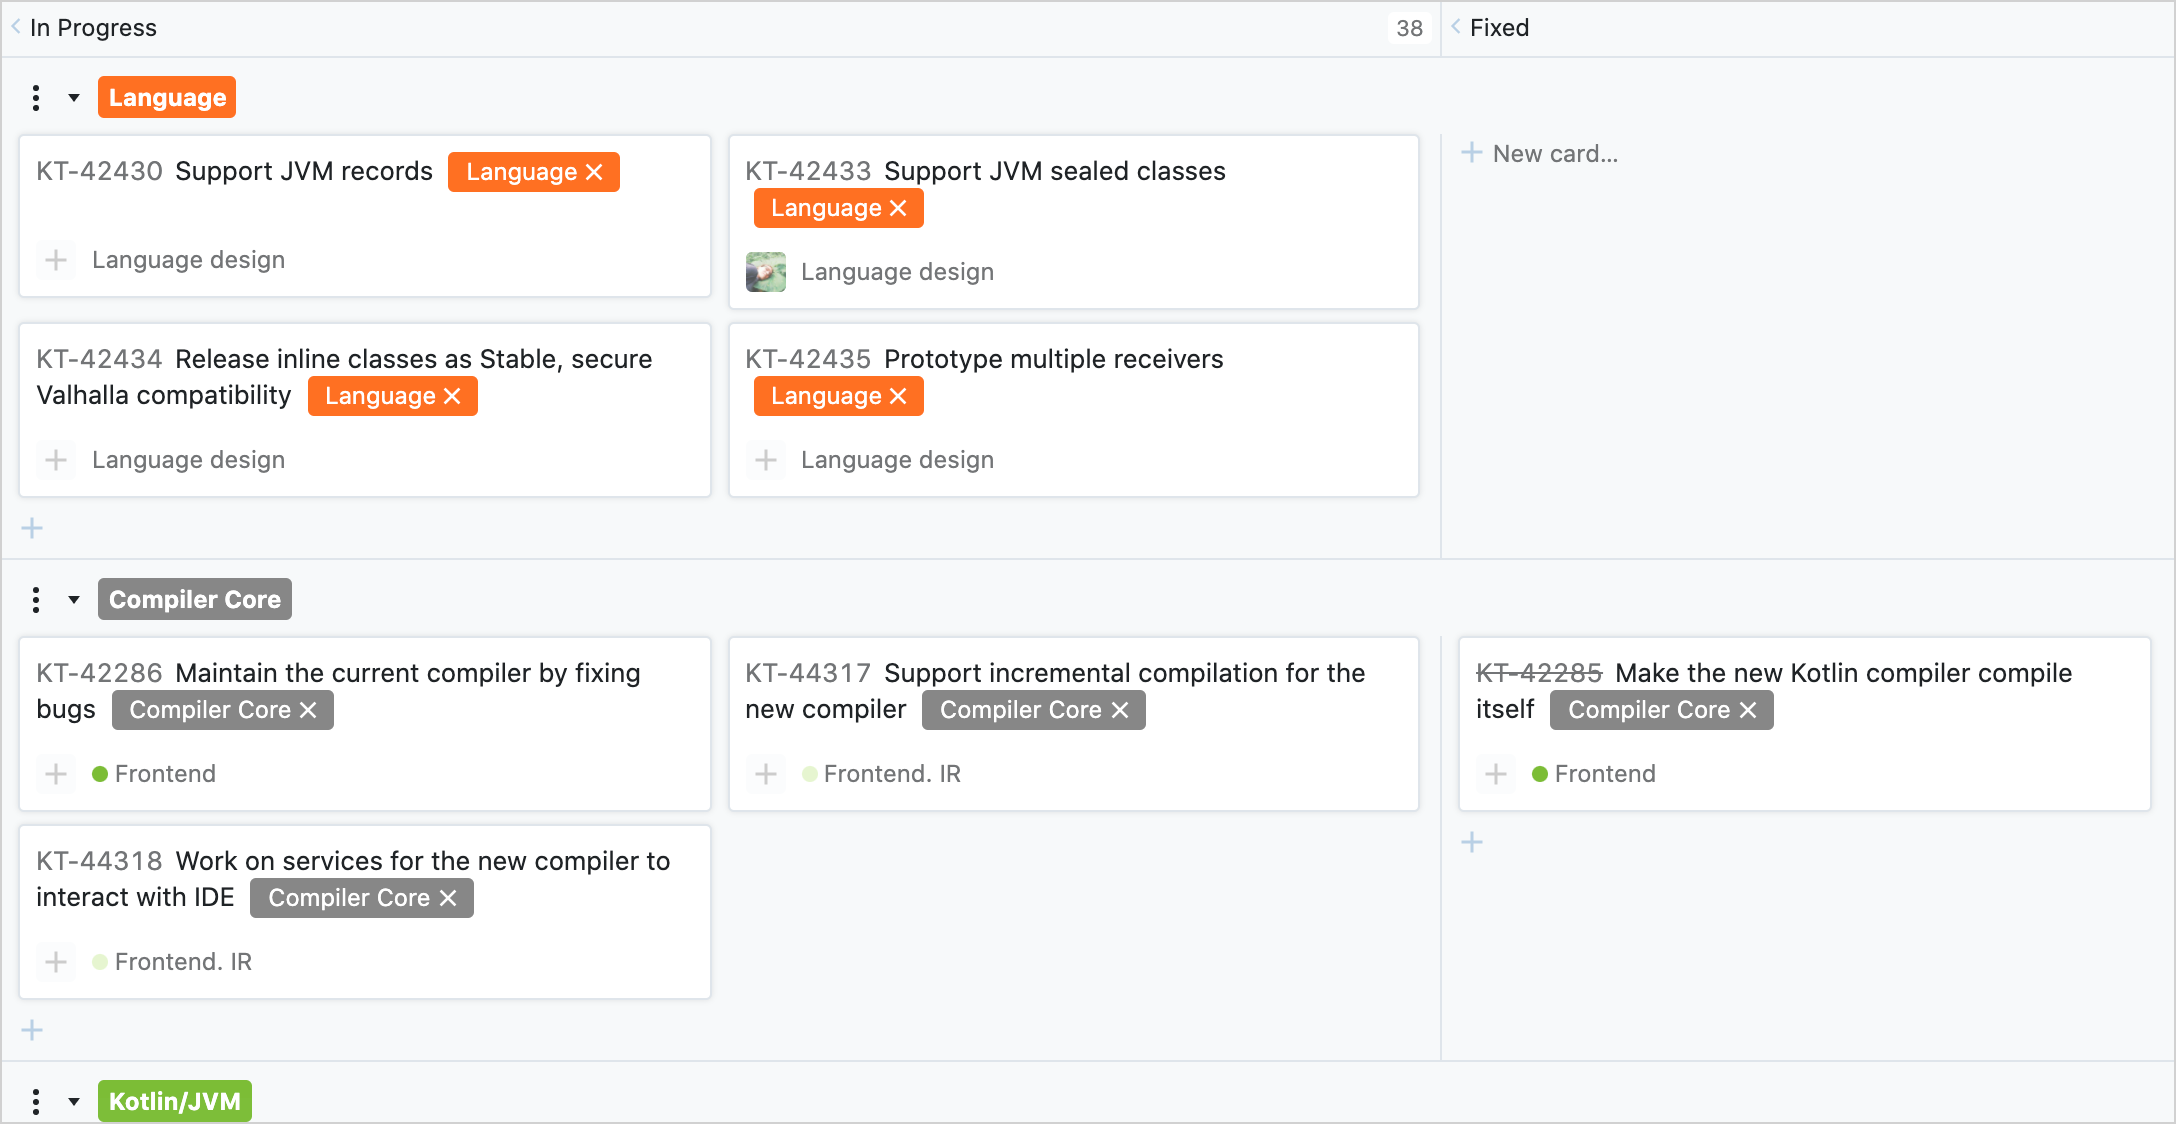 In Progress
38
Fixed
Language
KT-42430 Support JVM records Language
Language design
KT-42433 Support JVM sealed classes
Language
Language design
New card...
KT-42434 Release inline classes as Stable, secure
Valhalla compatibility Language
Language design
KT-42435 Prototype multiple receivers
Language
Language design
Compiler Core
KT-42286 Maintain the current compiler by fixing
bugs Compiler Core
Frontend
KT-44317 Support incremental compilation for the
new compiler Compiler Core
Frontend. IR
KT-42285 Make the new Kotlin compiler compile
itself Compiler Core
Frontend
KT-44318 Work on services for the new compiler to
interact with IDE Compiler Core
Frontend. IR
Kotlin/JVM